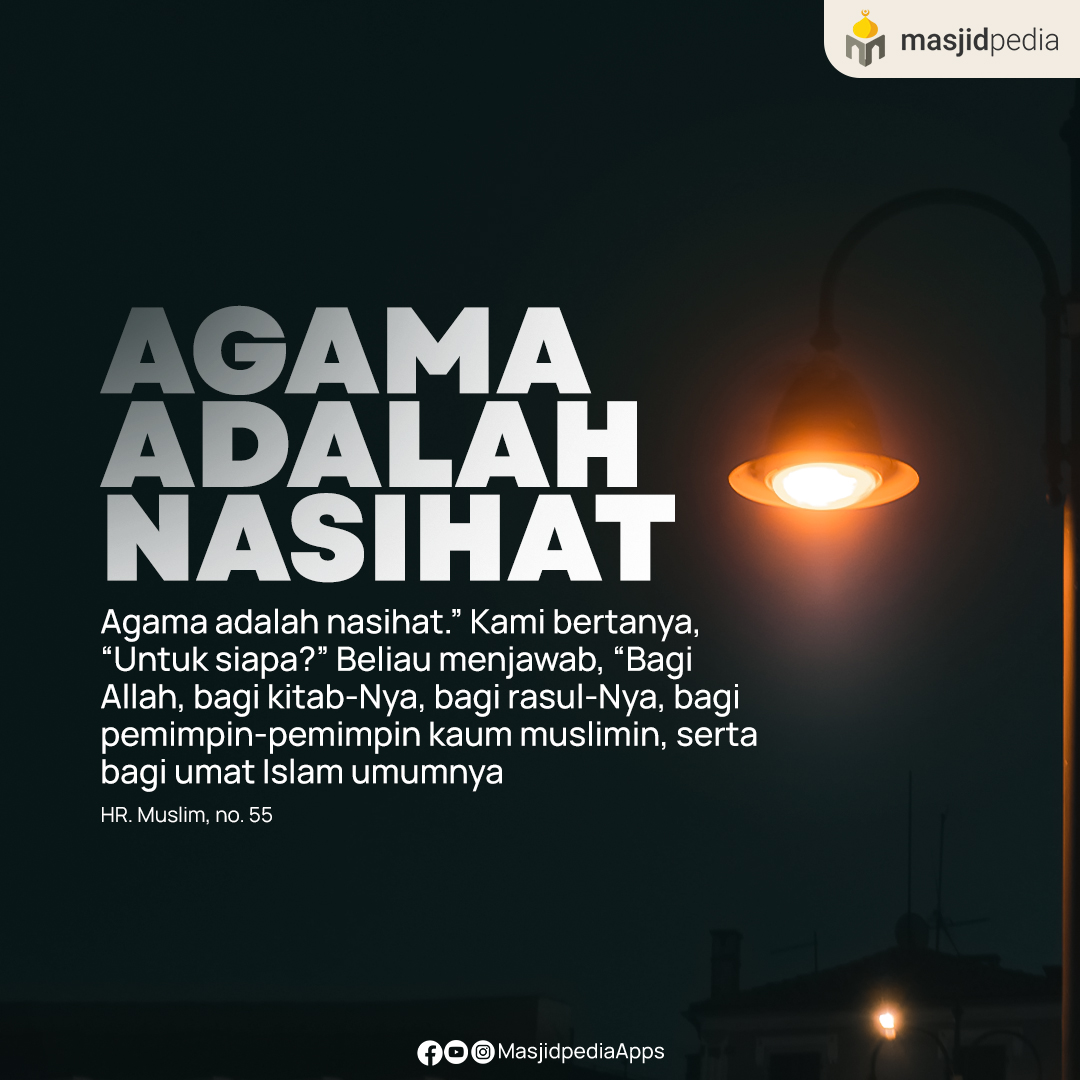 masjidpedia
AGAMA
ADALAH
NASIHAT
Agama adalah nasihat.” Kami bertanya,
“Untuk siapa?” Beliau menjawab, “Bagi
Allah, bagi kitab-Nya, bagi rasul-Nya, bagi
pemimpin-pemimpin kaum muslimin, serta
bagi umat Islam umumnya
HR. Muslim, no. 55
MasjidpediaApps